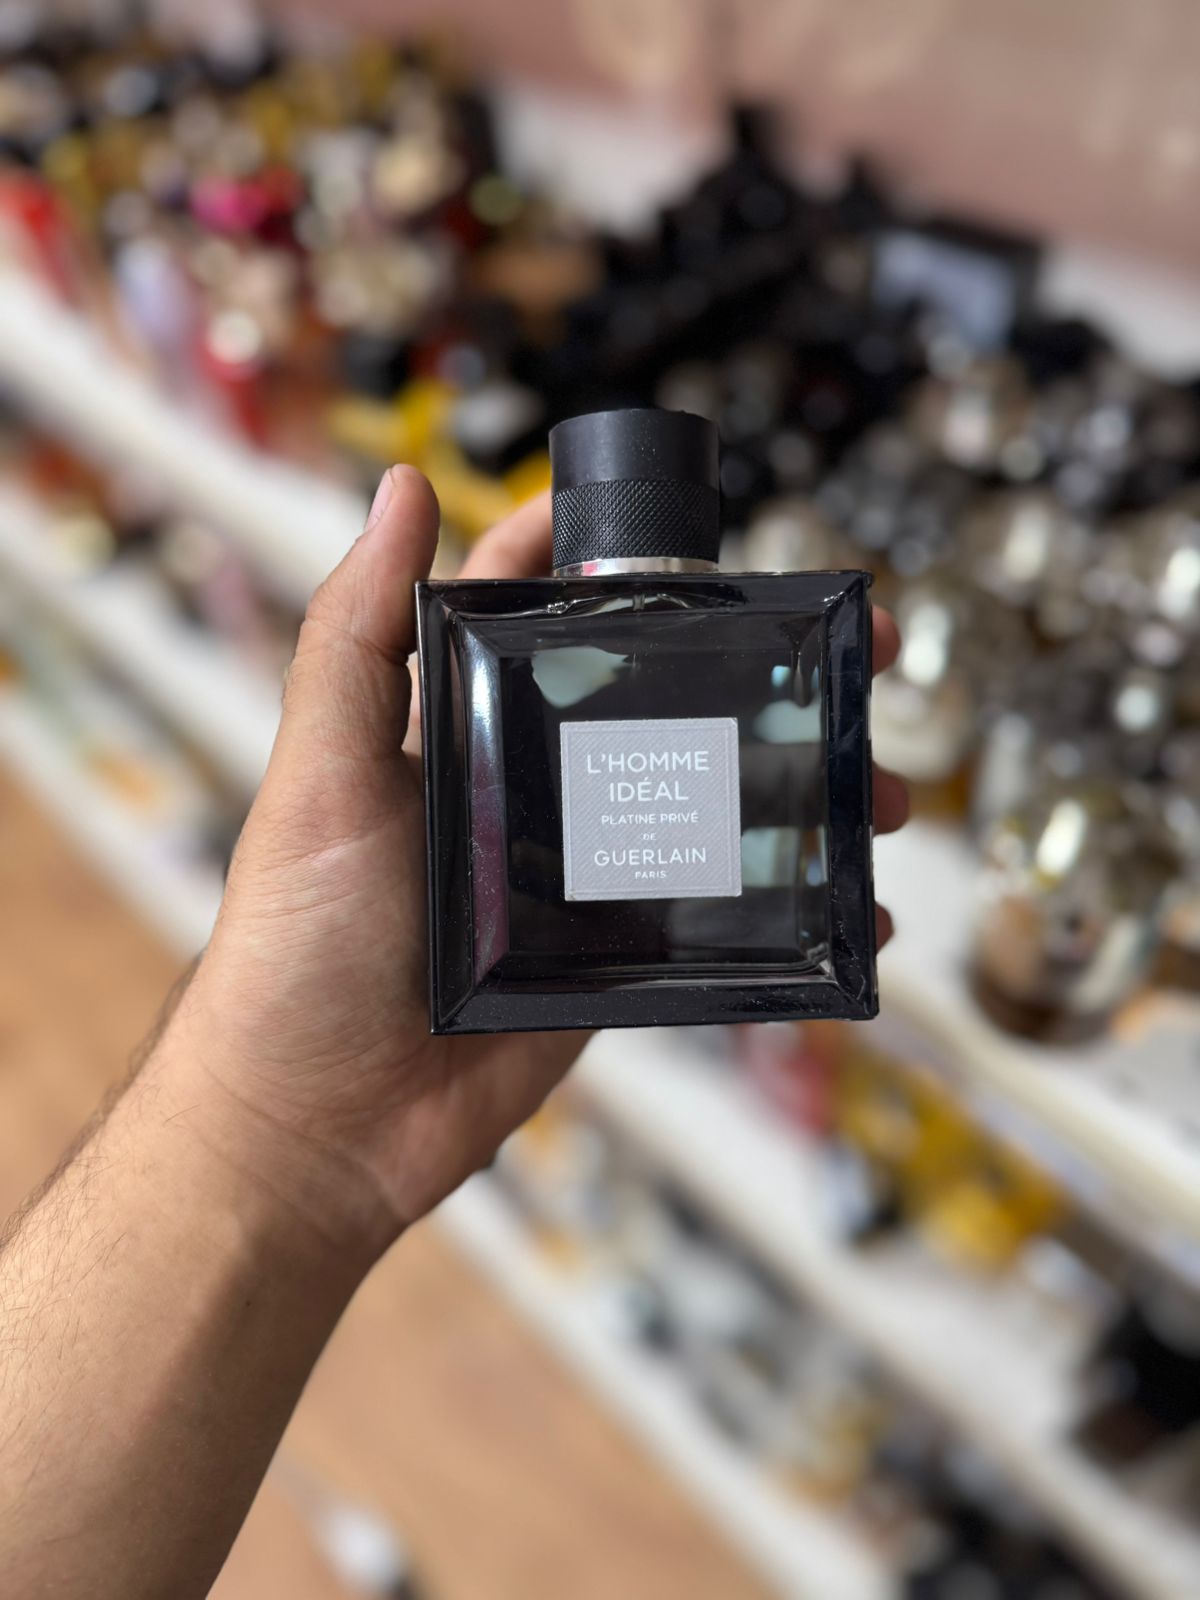 L'HOMME
IDÉAL
PLATINE PRIVÉ
DE
GUERLAIN
PARIS